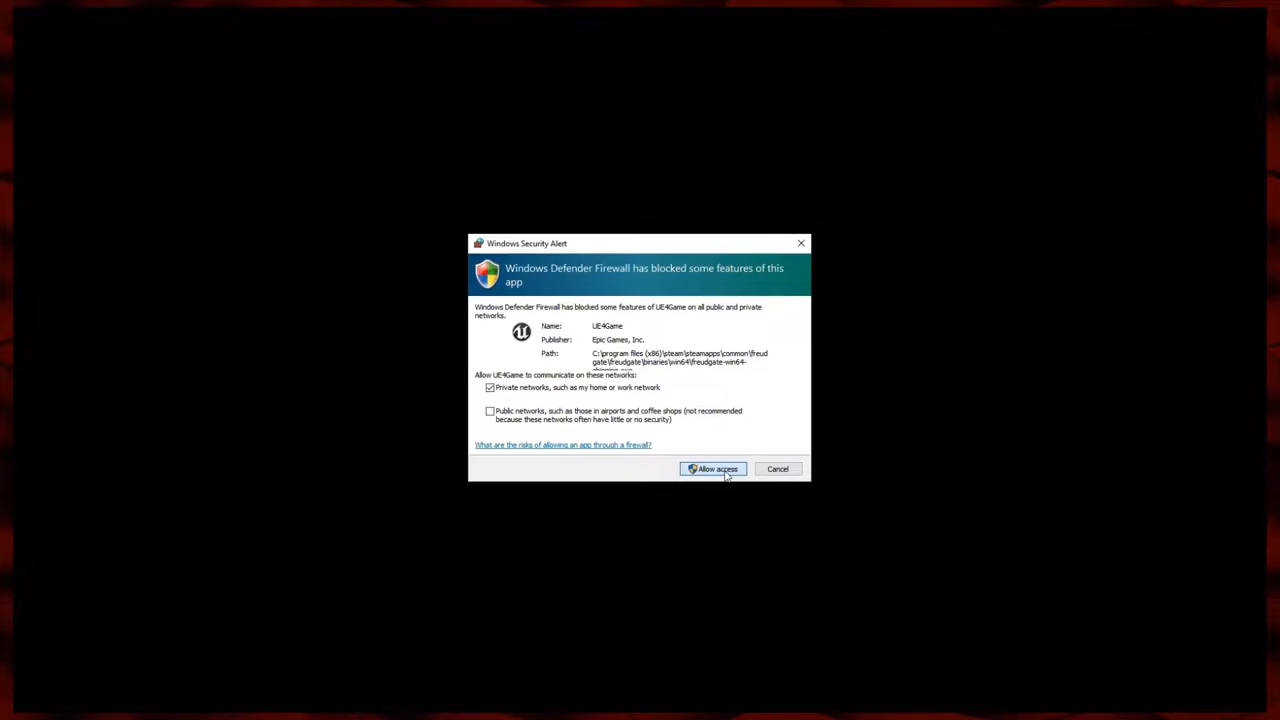 Windows Security Alert
Windows Defender Firewall has blocked some features of this
app
Windows Defender Firewall has blocked some features of UE4Game on all public and private
networks.
Name: UE4Game
Publisher: Epic Games, Inc.
Path: C:\program files (x86)\steam\steamapps\common\freud
gate\freudgate\binaries\win64\freudgate-win64-
Allow UE4Game to communicate on these networks:
Private networks, such as my home or work network
Public networks, such as those in airports and coffee shops (not recommended
because these networks often have little or no security)
What are the risks of allowing an app through a firewall?
Allow access Cancel